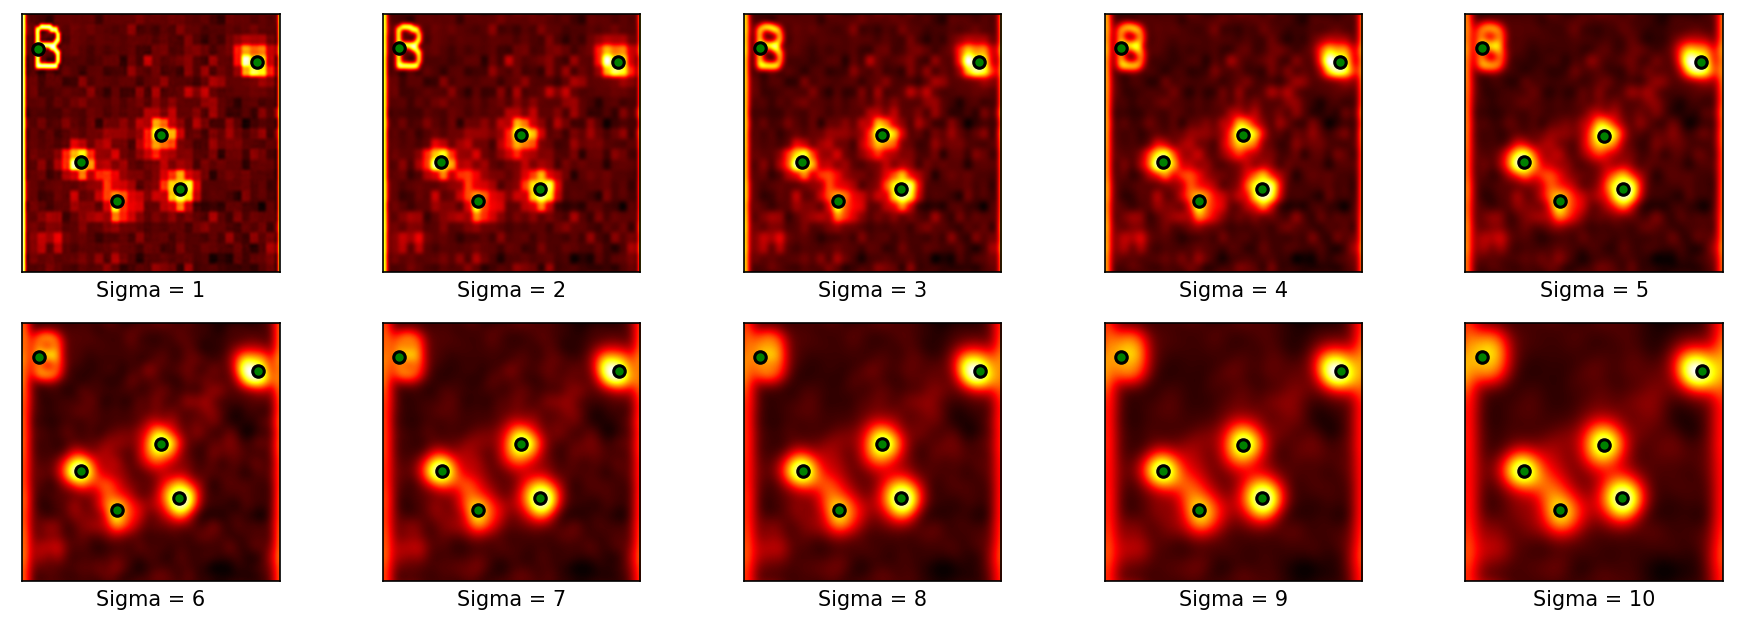 B B B B B
Sigma = 1 Sigma = 2 Sigma = 3 Sigma = 4 Sigma = 5
B B B B B
Sigma = 6 Sigma = 7 Sigma = 8 Sigma = 9 Sigma = 10